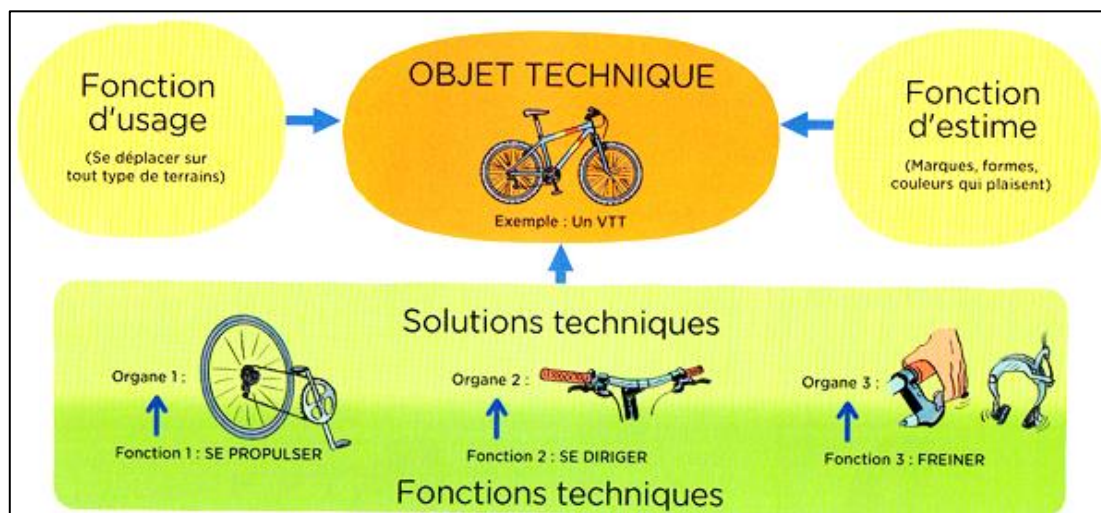 Fonction
d'usage
(Se déplacer sur
tout type de terrains)
OBJET TECHNIQUE
Exemple : Un VTT
Fonction
d'estime
(Marques, formes,
couleurs qui plaisent)
Solutions techniques
Organe 1 :
Organe 2 :
Organe 3 :
Fonction 1 : SE PROPULSER
Fonction 2 : SE DIRIGER
Fonction 3 : FREINER
Fonctions techniques